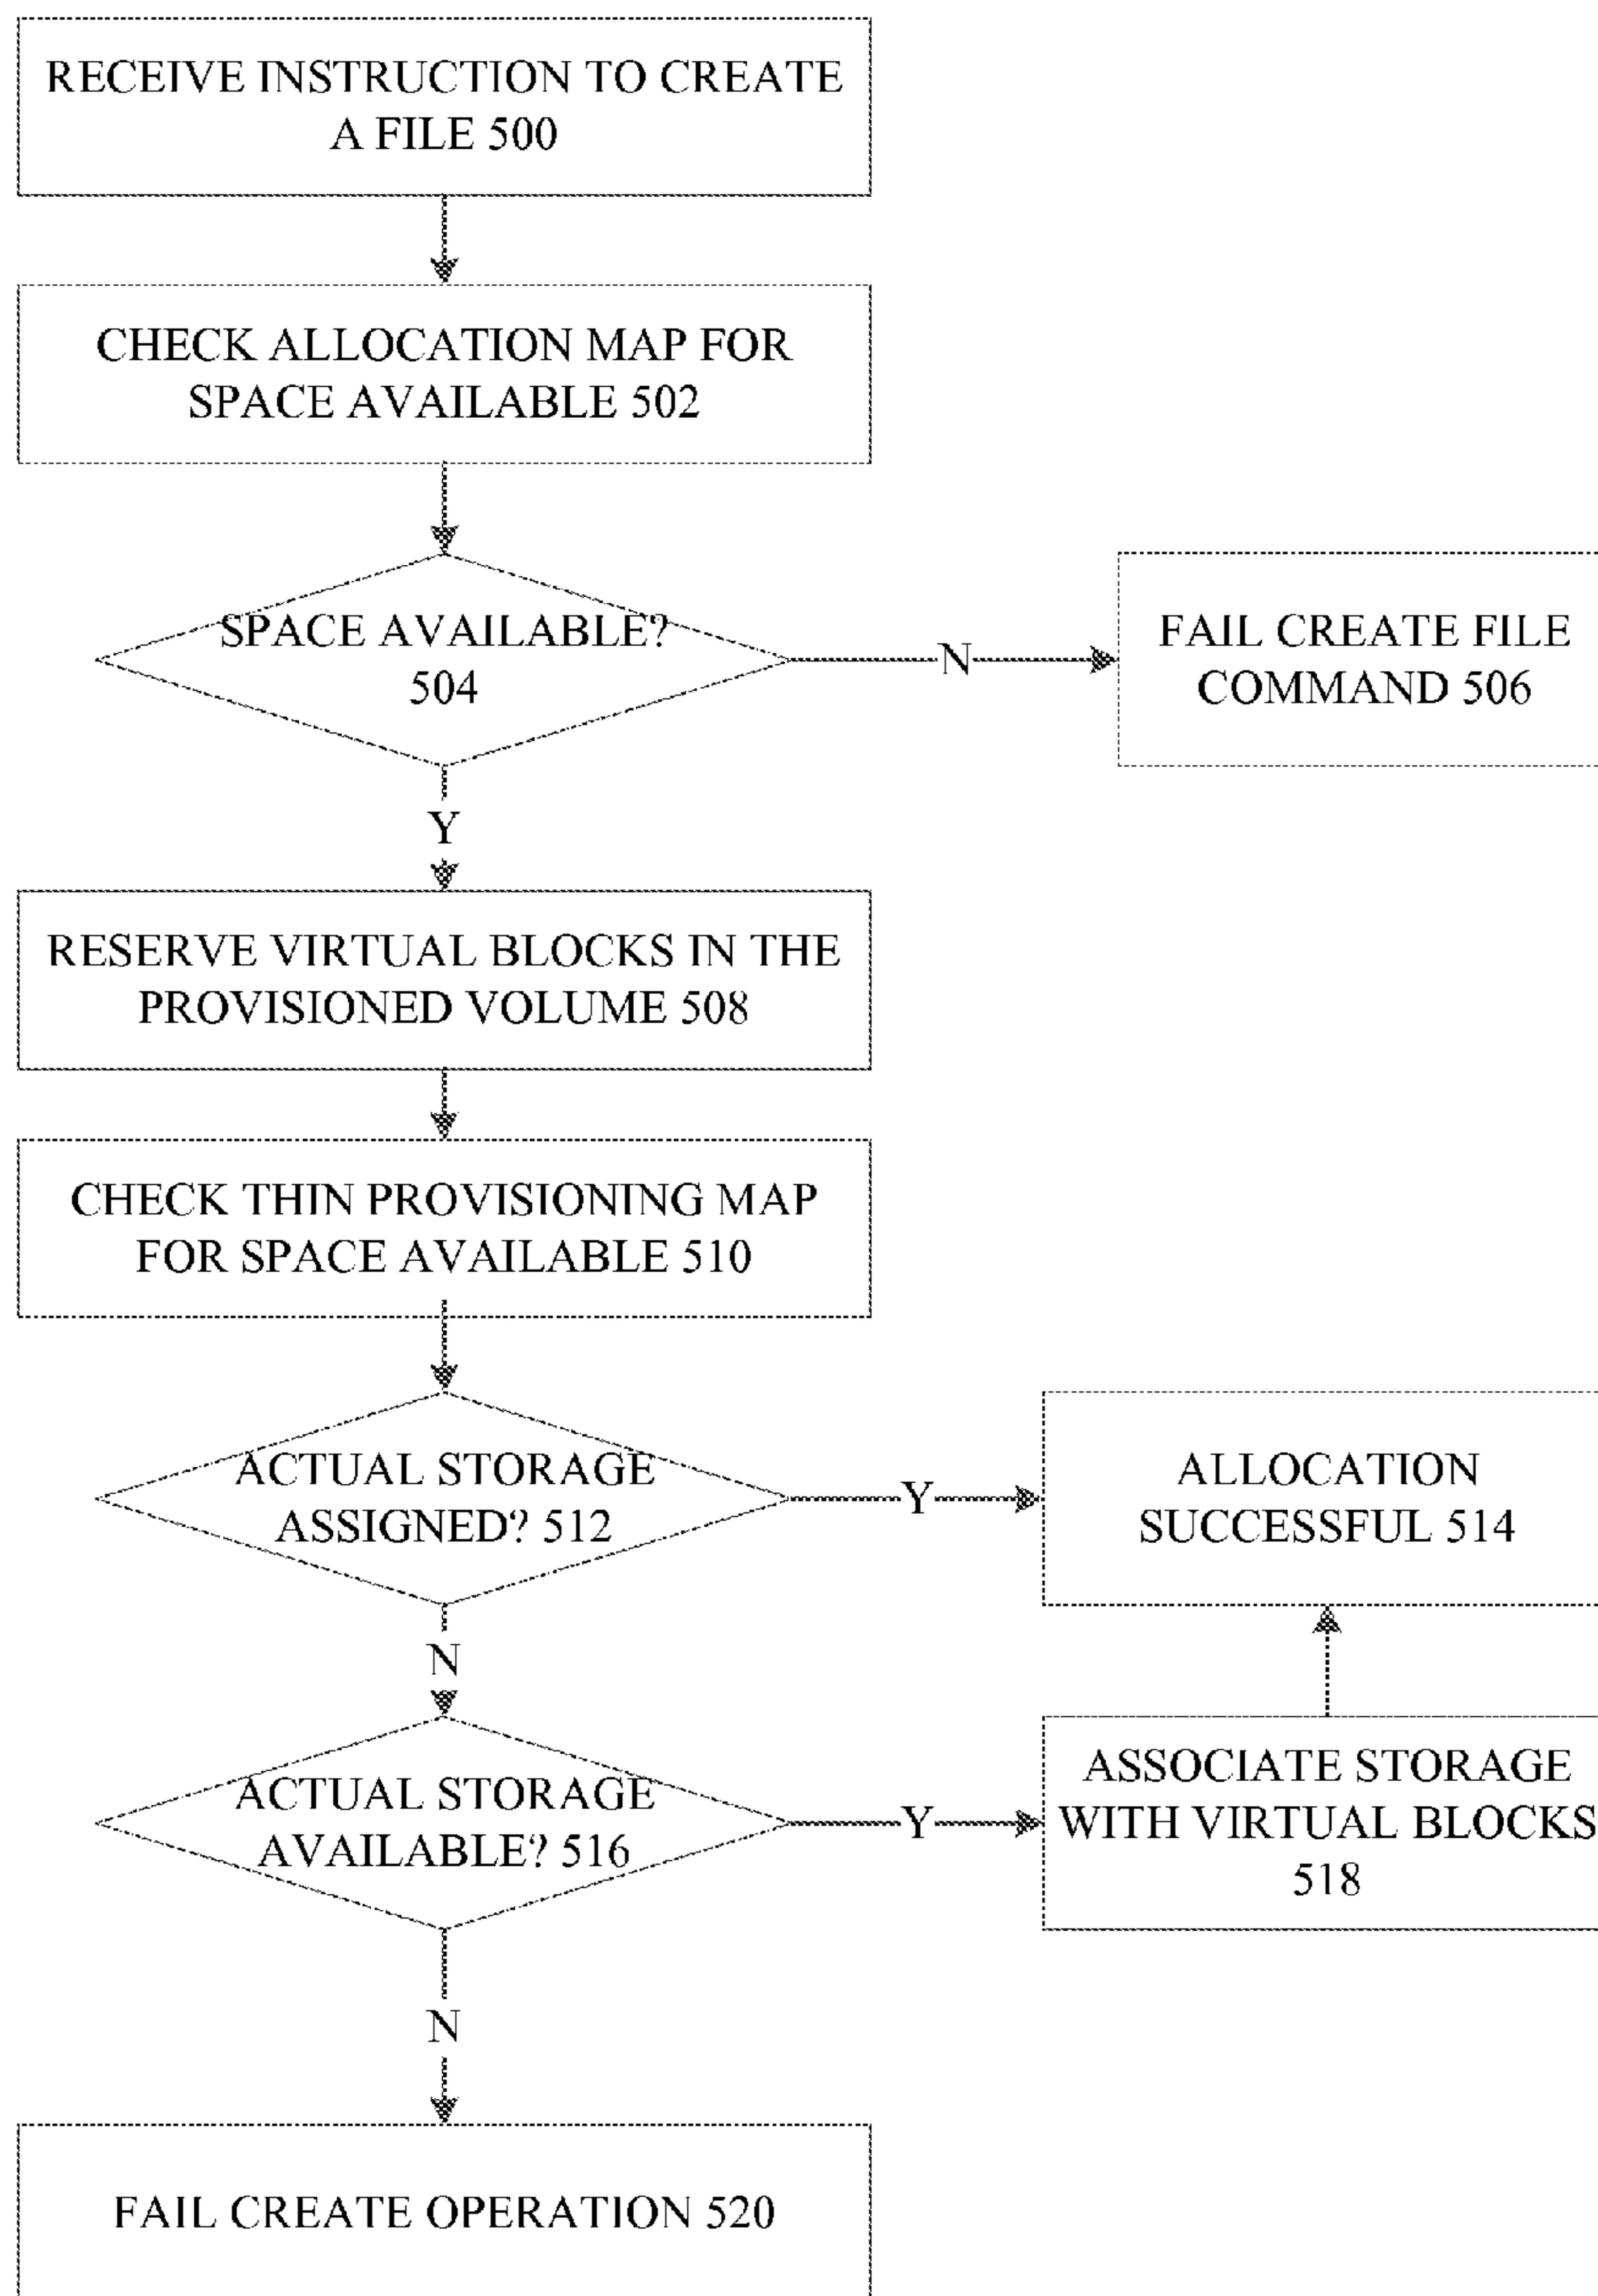 RECEIVE INSTRUCTION TO CREATE
A FILE 500
CHECK ALLOCATION MAP FOR
SPACE AVAILABLE 502
SPACE AVAILABLE?
504
N
FAIL CREATE FILE
COMMAND 506
Y
RESERVE VIRTUAL BLOCKS IN THE
PROVISIONED VOLUME 508
CHECK THIN PROVISIONING MAP
FOR SPACE AVAILABLE 510
ACTUAL STORAGE
ASSIGNED? 512
Y
ALLOCATION
SUCCESSFUL 514
N
ACTUAL STORAGE
AVAILABLE? 516
Y
ASSOCIATE STORAGE
WITH VIRTUAL BLOCKS
518
N
FAIL CREATE OPERATION 520